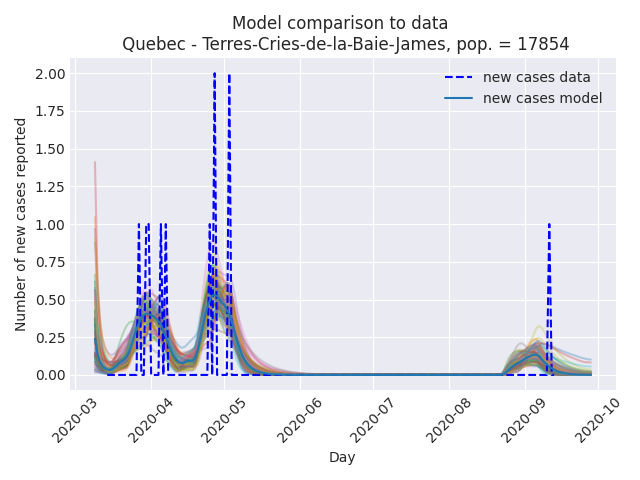 Model comparison to data
Quebec - Terres-Cries-de-la-Baie-James, pop. = 17854
new cases data
new cases model
Number of new cases reported
2.00
1.75
1.50
1.25
1.00
0.75
0.50
0.25
0.00
2020-03
2020-04
2020-05
2020-06
2020-07
2020-08
2020-09
2020-10
Day